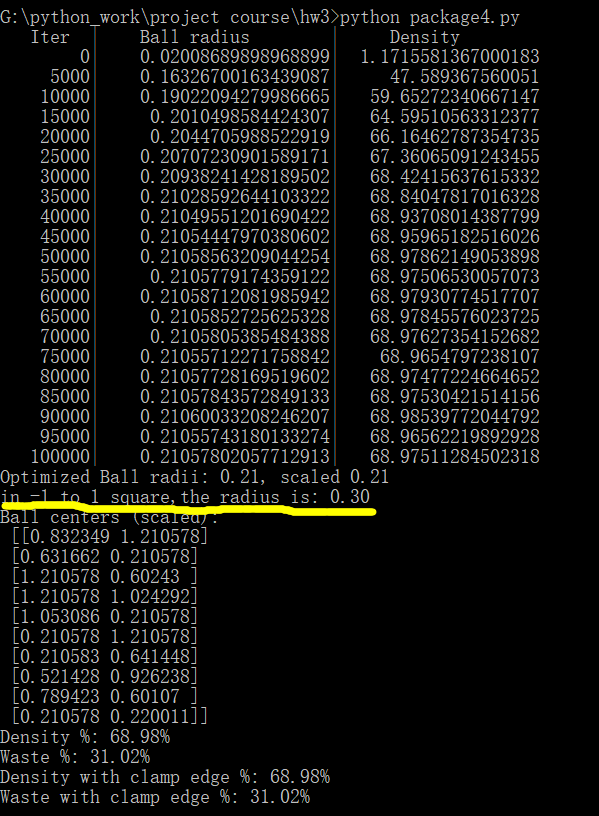 G:\python_work\project course\hw3>python package4.py
Iter Ball radius Density
0 0.02008689898968899 1.1715581367000183
5000 0.16326700163439087 47.589367560051
10000 0.19022094279986665 59.65272340667147
15000 0.2010498584424307 64.59510563312377
20000 0.2044705988522919 66.16462787354735
25000 0.20707230901589171 67.36065091243455
30000 0.20938241428189502 68.42415637615332
35000 0.21028592644103322 68.84047817016328
40000 0.21049551201690422 68.93708014387799
45000 0.21054447970380602 68.95965182516026
50000 0.21058563209044254 68.97862149053898
55000 0.2105779174359122 68.97506530057073
60000 0.21058712081985942 68.97930774517707
65000 0.2105852725625328 68.97845576023725
70000 0.2105805385484388 68.97627354152682
75000 0.21055712271758842 68.9654797238107
80000 0.21057728169519602 68.97477224664652
85000 0.21057843572849133 68.97530421514156
90000 0.21060033208246207 68.98539772044792
95000 0.21055743180133274 68.96562219892928
100000 0.21057802057712913 68.97511284502318
Optimized Ball radii: 0.21, scaled 0.21
in -1 to 1 square,the radius is: 0.30
Ball centers (scaled):
[[0.832349 1.210578]
[0.631662 0.210578]
[1.210578 0.60243 ]
[1.210578 1.024292]
[1.053086 0.210578]
[0.210578 1.210578]
[0.210583 0.641448]
[0.521428 0.926238]
[0.789423 0.60107 ]
[0.210578 0.220011]]
Density %: 68.98%
Waste %: 31.02%
Density with clamp edge %: 68.98%
Waste with clamp edge %: 31.02%